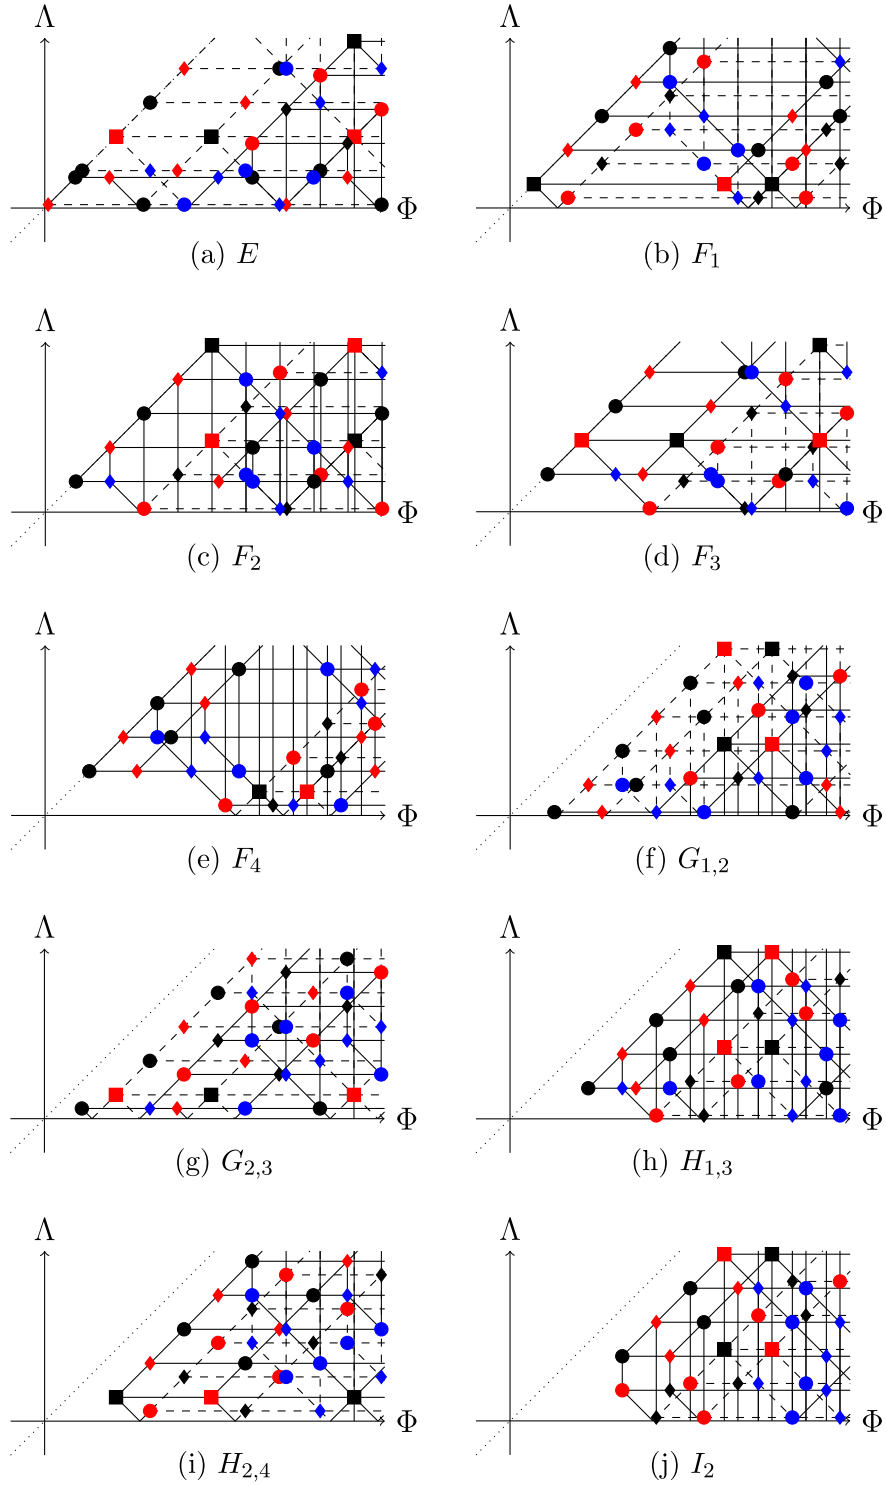 Λ Λ
Φ Φ
(a) E (b) F₁
Λ Λ
Φ Φ
(c) F₂ (d) F₃
Λ Λ
Φ Φ
(e) F₄ (f) G₁,₂
Λ Λ
Φ Φ
(g) G₂,₃ (h) H₁,₃
Λ Λ
Φ Φ
(i) H₂,₄ (j) I₂